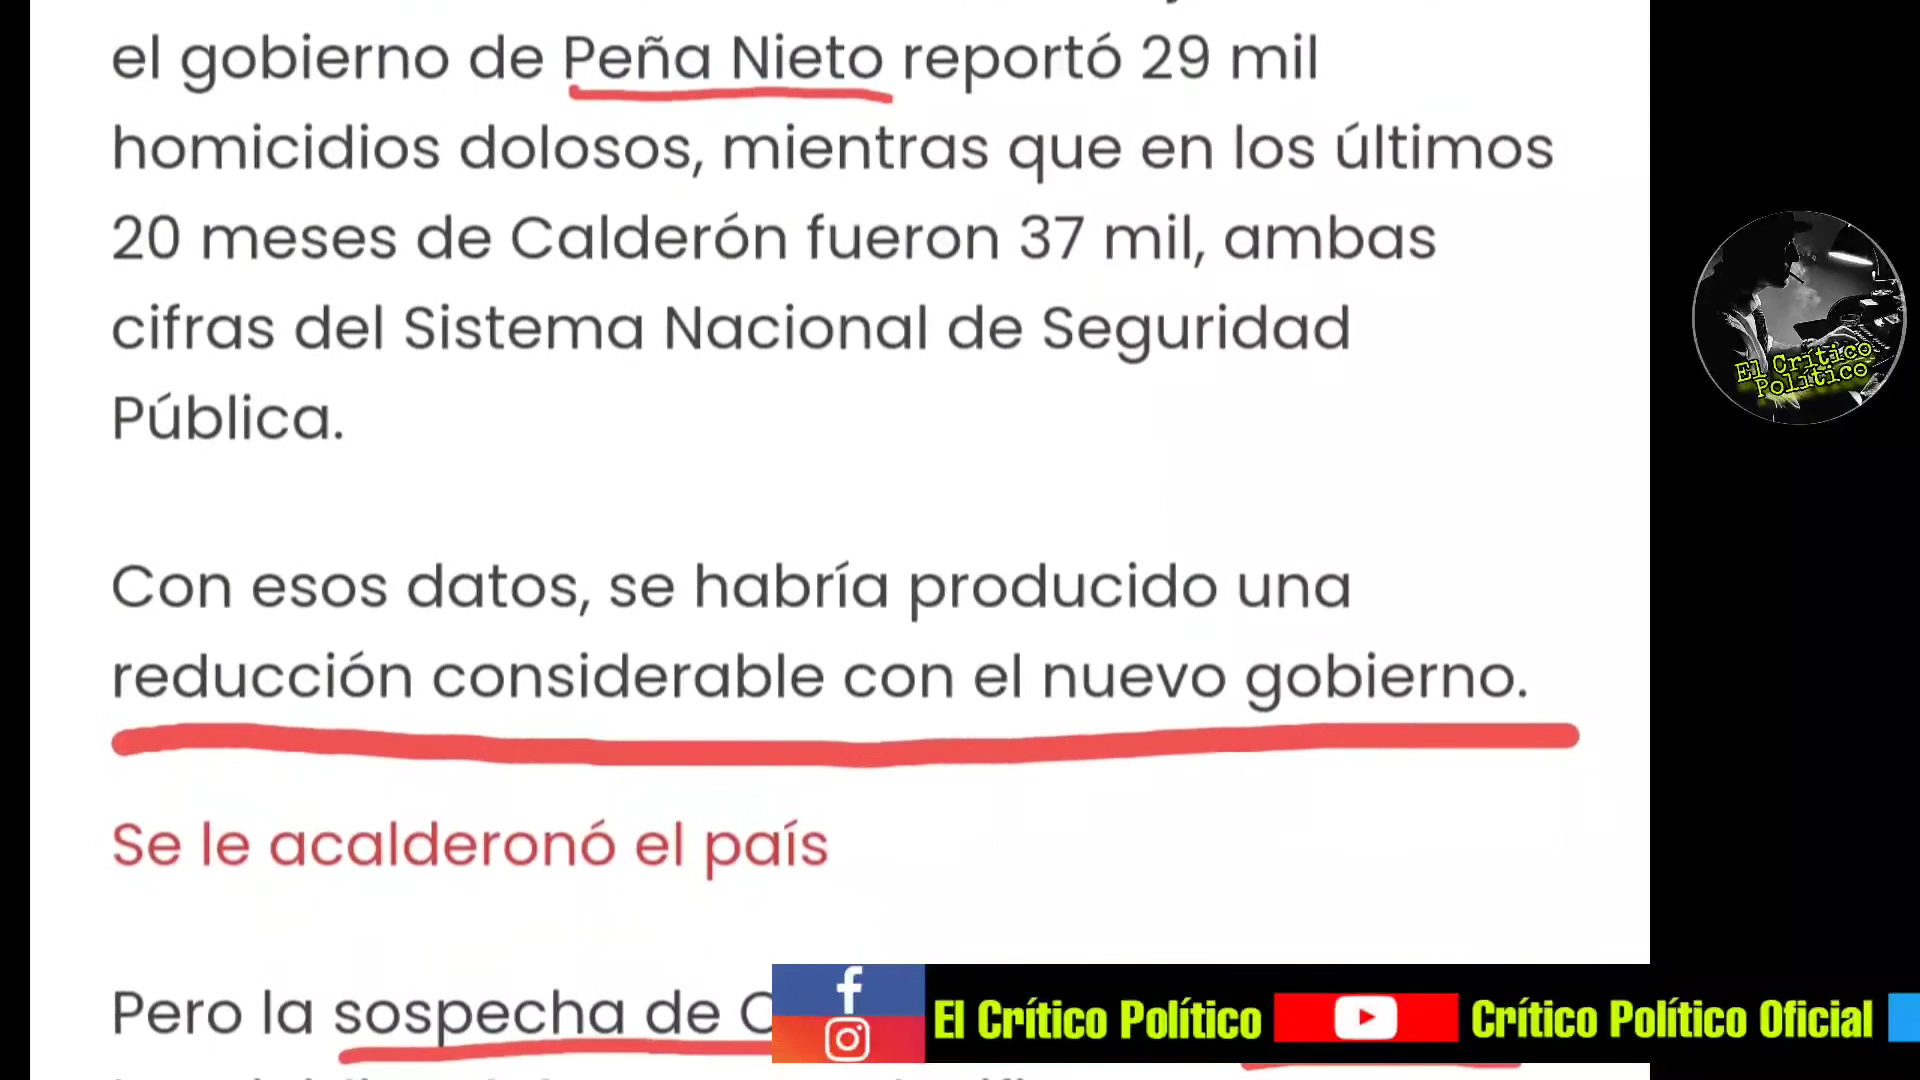 el gobierno de Peña Nieto reportó 29 mil
homicidios dolosos, mientras que en los últimos
20 meses de Calderón fueron 37 mil, ambas
cifras del Sistema Nacional de Seguridad
Pública.
Con esos datos, se habría producido una
reducción considerable con el nuevo gobierno.
Se le acalderonó el país
Pero la sospecha de
El Crítico Político
Crítico Político Oficial
El Crítico
Político